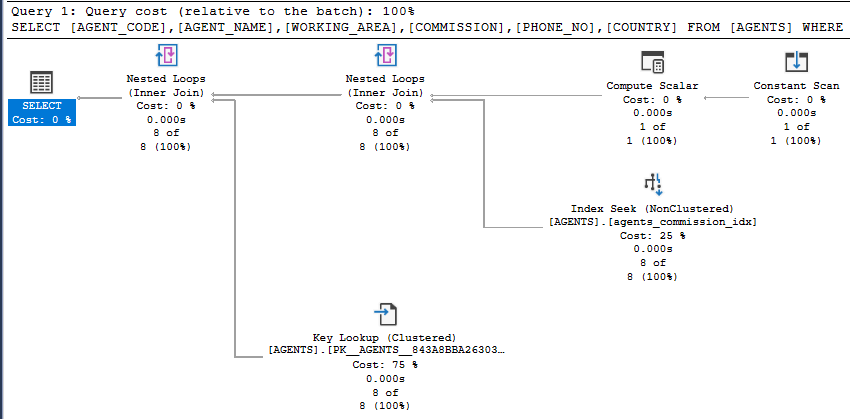 Query 1: Query cost (relative to the batch): 100%
SELECT [AGENT_CODE],[AGENT_NAME],[WORKING_AREA],[COMMISSION],[PHONE_NO],[COUNTRY] FROM [AGENTS] WHERE
SELECT
Cost: 0 %
Nested Loops
(Inner Join)
Cost: 0 %
0.000s
8 of
8 (100%)
Nested Loops
(Inner Join)
Cost: 0 %
0.000s
8 of
8 (100%)
Compute Scalar
Cost: 0 %
0.000s
1 of
1 (100%)
Constant Scan
Cost: 0 %
0.000s
1 of
1 (100%)
Index Seek (NonClustered)
[AGENTS].[agents_commission_idx]
Cost: 25 %
0.000s
8 of
8 (100%)
Key Lookup (Clustered)
[AGENTS].[PK__AGENTS__843A8BBA26303…
Cost: 75 %
0.000s
8 of
8 (100%)